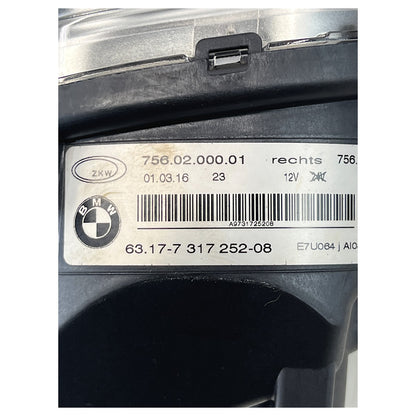 756.02.000.01 rechts 756.
ZKW
01.03.16 23 12V
A9731725208
BMW
63.17-7 317 252-08 E7U064 j